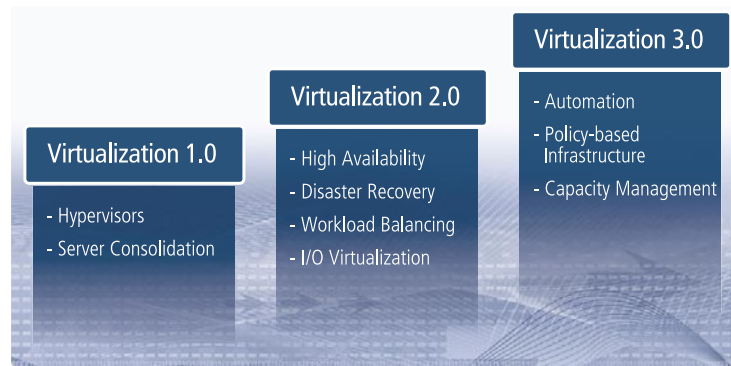 Virtualization 1.0
- Hypervisors
- Server Consolidation
Virtualization 2.0
- High Availability
- Disaster Recovery
- Workload Balancing
- I/O Virtualization
Virtualization 3.0
- Automation
- Policy-based
Infrastructure
- Capacity Management